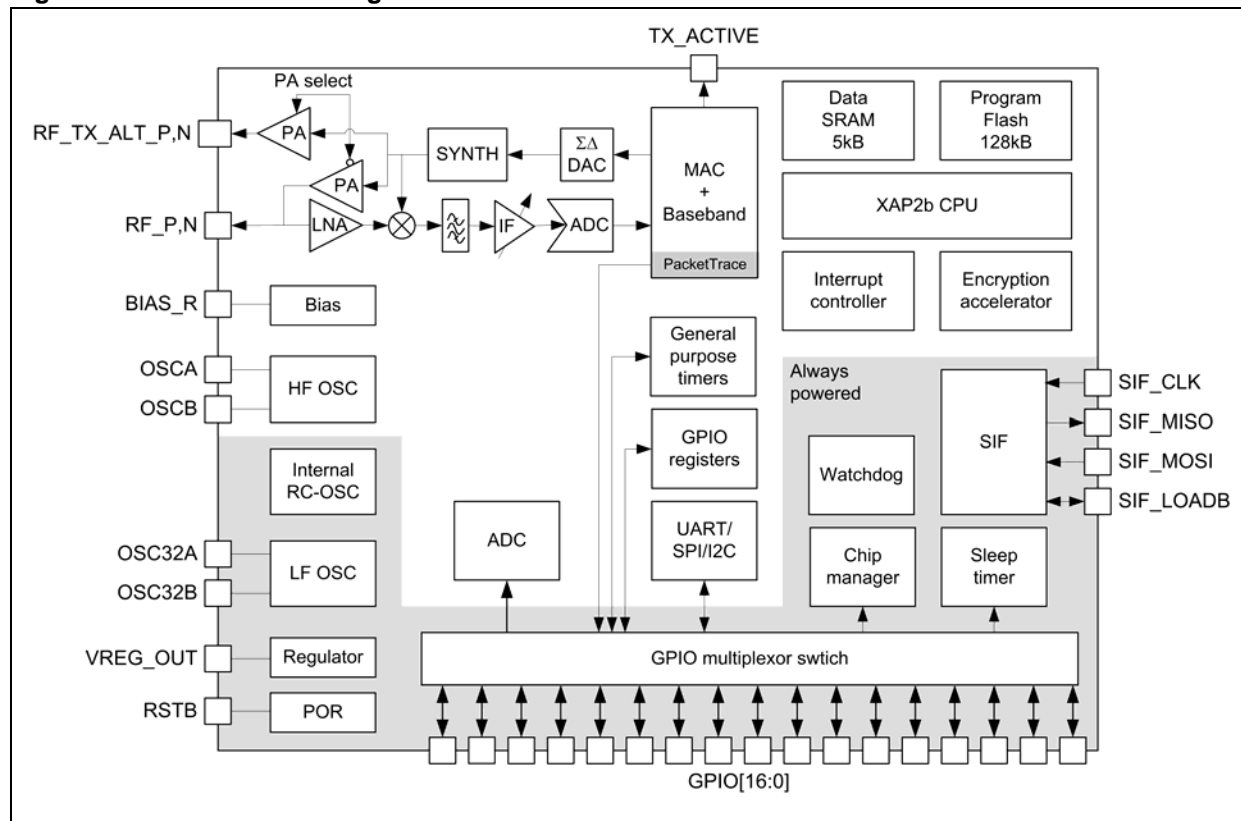 TX_ACTIVE
PA select
RF_TX_ALT_P,N
PA
PA
RF_P,N
LNA
SYNTH
ΣΔ
DAC
IF
ADC
MAC
+
Baseband
PacketTrace
Data
SRAM
5kB
Program
Flash
128kB
XAP2b CPU
Interrupt
controller
Encryption
accelerator
BIAS_R
Bias
OSCA
OSCB
HF OSC
General
purpose
timers
GPIO
registers
UART/
SPI/I2C
ADC
Always
powered
SIF
SIF_CLK
SIF_MISO
SIF_MOSI
SIF_LOADB
Watchdog
Chip
manager
Sleep
timer
Internal
RC-OSC
OSC32A
OSC32B
LF OSC
VREG_OUT
Regulator
RSTB
POR
GPIO multiplexor swtich
GPIO[16:0]